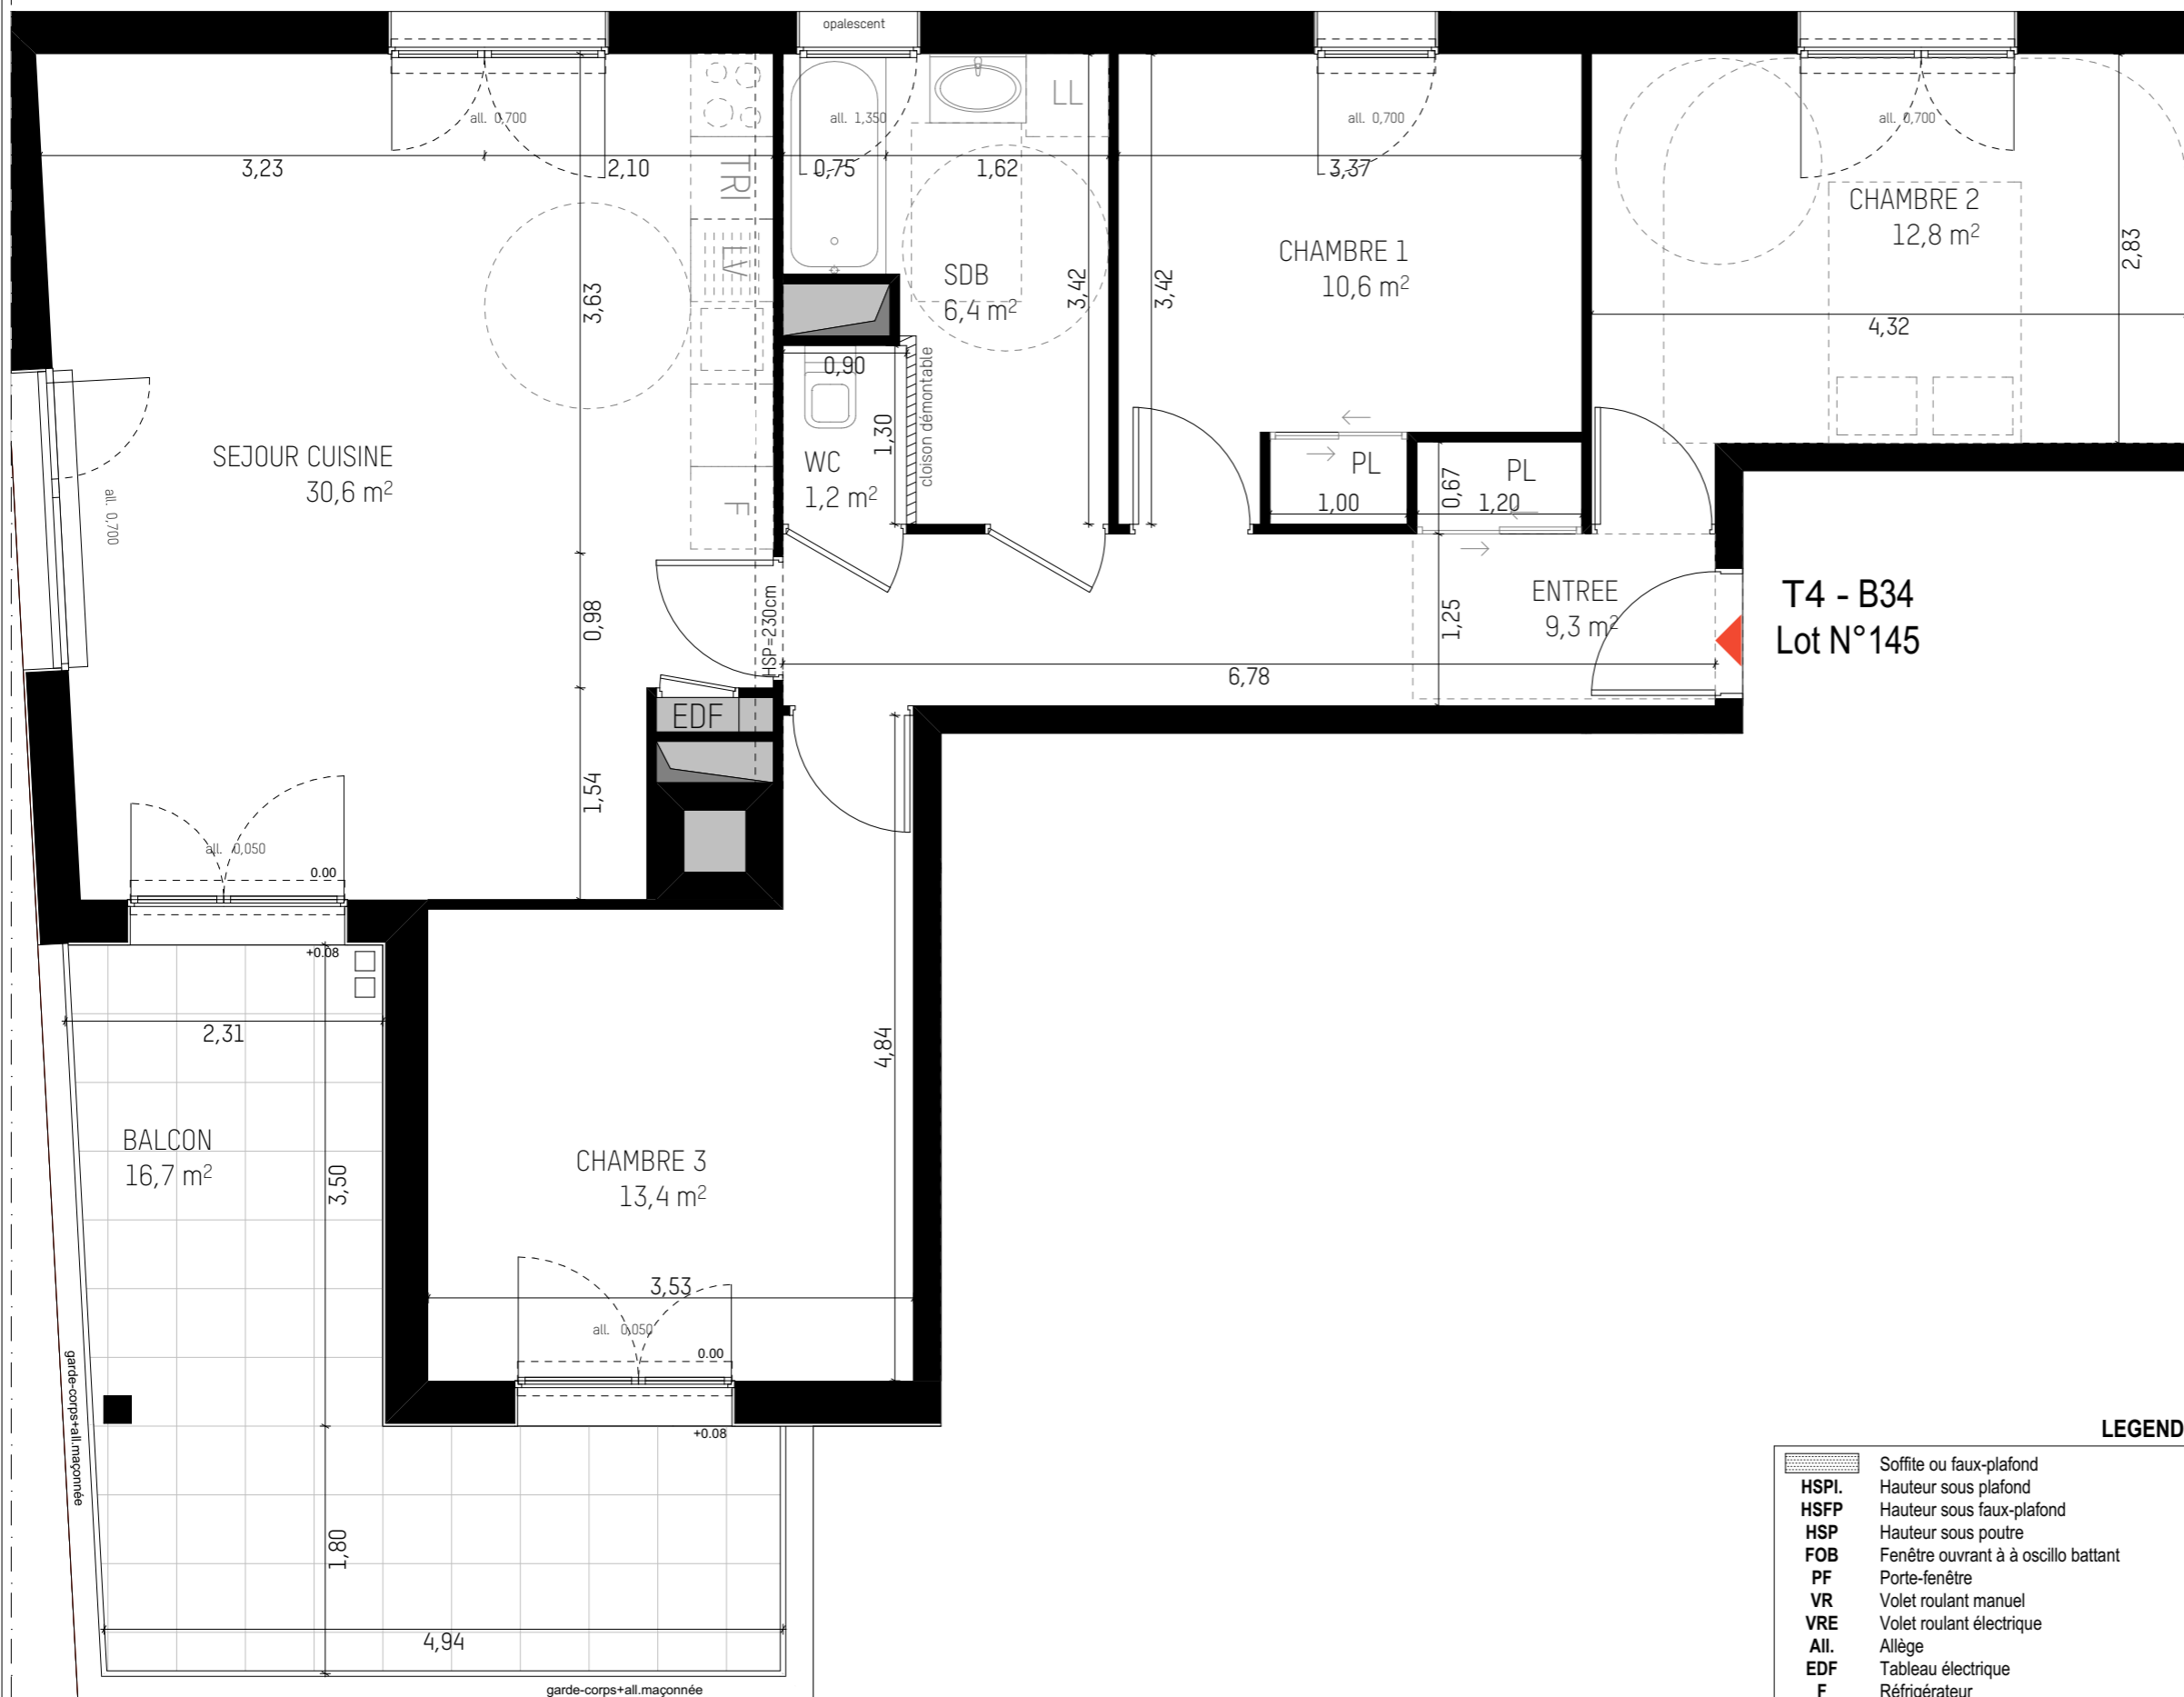 opalescent
all. 0,700
all. 1,350
LL
all. 0,700
all. 0,700
3,23
2,10
0,75
1,62
3,37
TRI
LV
F
3,63
SDB
6,4 m²
3,42
3,42
CHAMBRE 1
10,6 m²
CHAMBRE 2
12,8 m²
2,83
4,32
0,90
1,30
cloison démontable
WC
1,2 m²
SEJOUR CUISINE
30,6 m²
all. 0,700
PL
1,00
0,67
PL
1,20
0,98
HSP=230cm
1,25
ENTREE
9,3 m²
T4 - B34
Lot N°145
6,78
EDF
1,54
all. 0,050
0.00
+0.08
2,31
4,84
BALCON
16,7 m²
3,50
CHAMBRE 3
13,4 m²
3,53
all. 0,050
0.00
+0.08
garde-corps+all.maçonnée
1,80
4,94
garde-corps+all.maçonnée
LEGEND
Soffite ou faux-plafond
HSPl. Hauteur sous plafond
HSFP Hauteur sous faux-plafond
HSP Hauteur sous poutre
FOB Fenêtre ouvrant à à oscillo battant
PF Porte-fenêtre
VR Volet roulant manuel
VRE Volet roulant électrique
All. Allège
EDF Tableau électrique
F Réfrigérateur